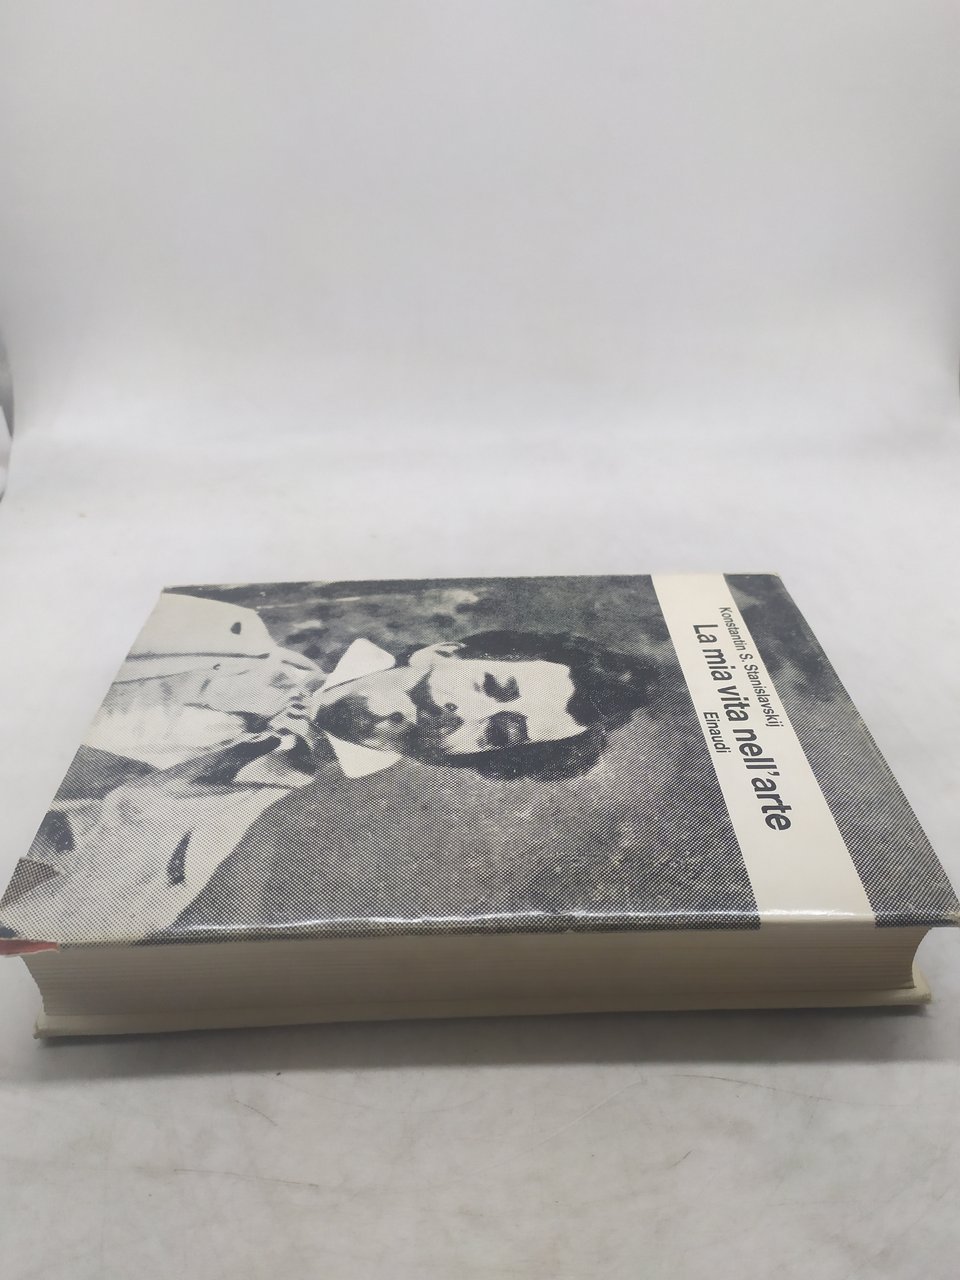 Konstantin S. Stanislavskij
La mia vita nell'arte
Einaudi